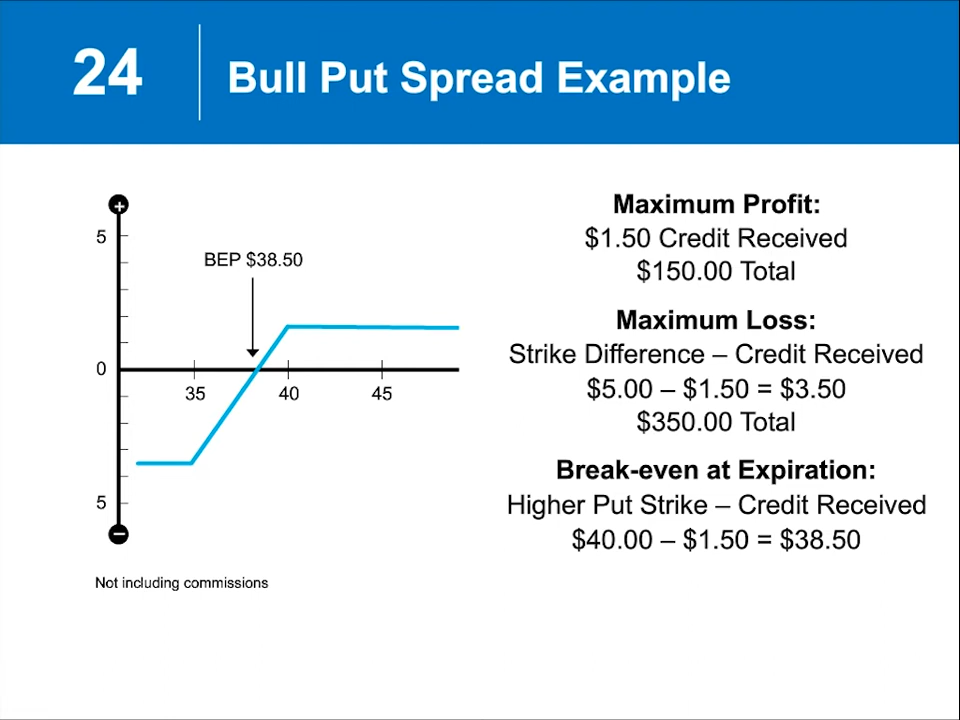 24
Bull Put Spread Example
+
5
BEP $38.50
0
35
40
45
5
−
Not including commissions
Maximum Profit:
$1.50 Credit Received
$150.00 Total
Maximum Loss:
Strike Difference – Credit Received
$5.00 – $1.50 = $3.50
$350.00 Total
Break-even at Expiration:
Higher Put Strike – Credit Received
$40.00 – $1.50 = $38.50